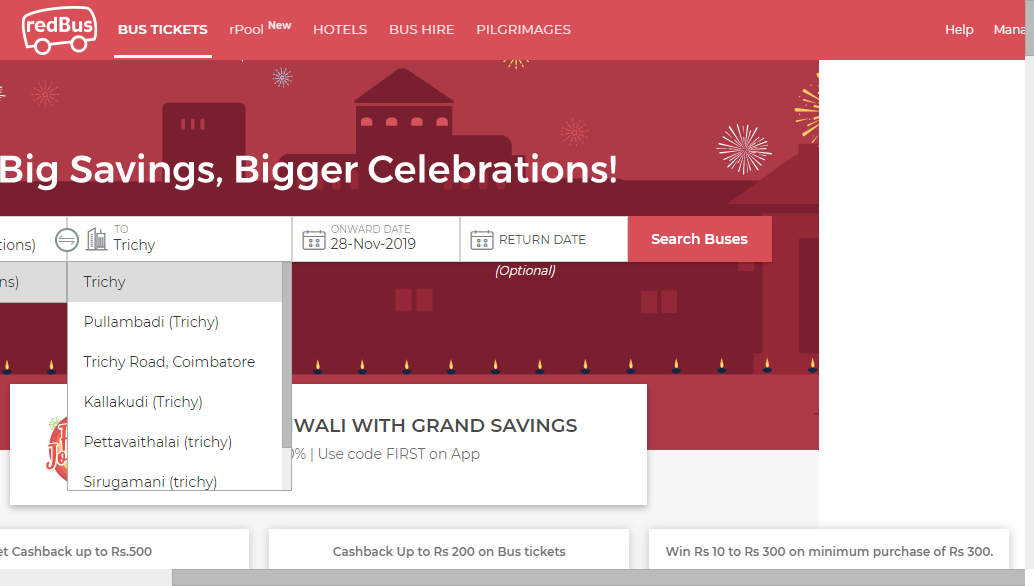 redBus
BUS TICKETS
rPool New
HOTELS
BUS HIRE
PILGRIMAGES
Help
Mana
Big Savings, Bigger Celebrations!
tions)
TO
Trichy
ONWARD DATE
28-Nov-2019
RETURN DATE
Search Buses
(Optional)
ns)
Trichy
Pullambadi (Trichy)
Trichy Road, Coimbatore
Kallakudi (Trichy)
Pettavaithalai (trichy)
Sirugamani (trichy)
IWALI WITH GRAND SAVINGS
0% | Use code FIRST on App
et Cashback up to Rs.500
Cashback Up to Rs 200 on Bus tickets
Win Rs 10 to Rs 300 on minimum purchase of Rs 300.